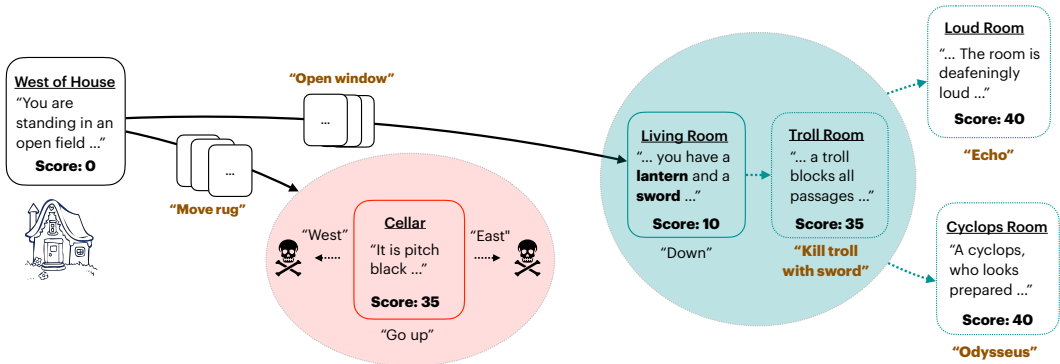 West of House
“You are
standing in an
open field ...”
Score: 0
“Open window”
...
...
“Move rug”
Cellar
“It is pitch
black ...”
Score: 35
“West”
“East"
“Go up”
Living Room
“... you have a
lantern and a
sword ...”
Score: 10
“Down”
Troll Room
“... a troll
blocks all
passages ...”
Score: 35
“Kill troll
with sword”
Loud Room
“... The room is
deafeningly
loud ...”
Score: 40
“Echo”
Cyclops Room
“A cyclops,
who looks
prepared ...”
Score: 40
“Odysseus”